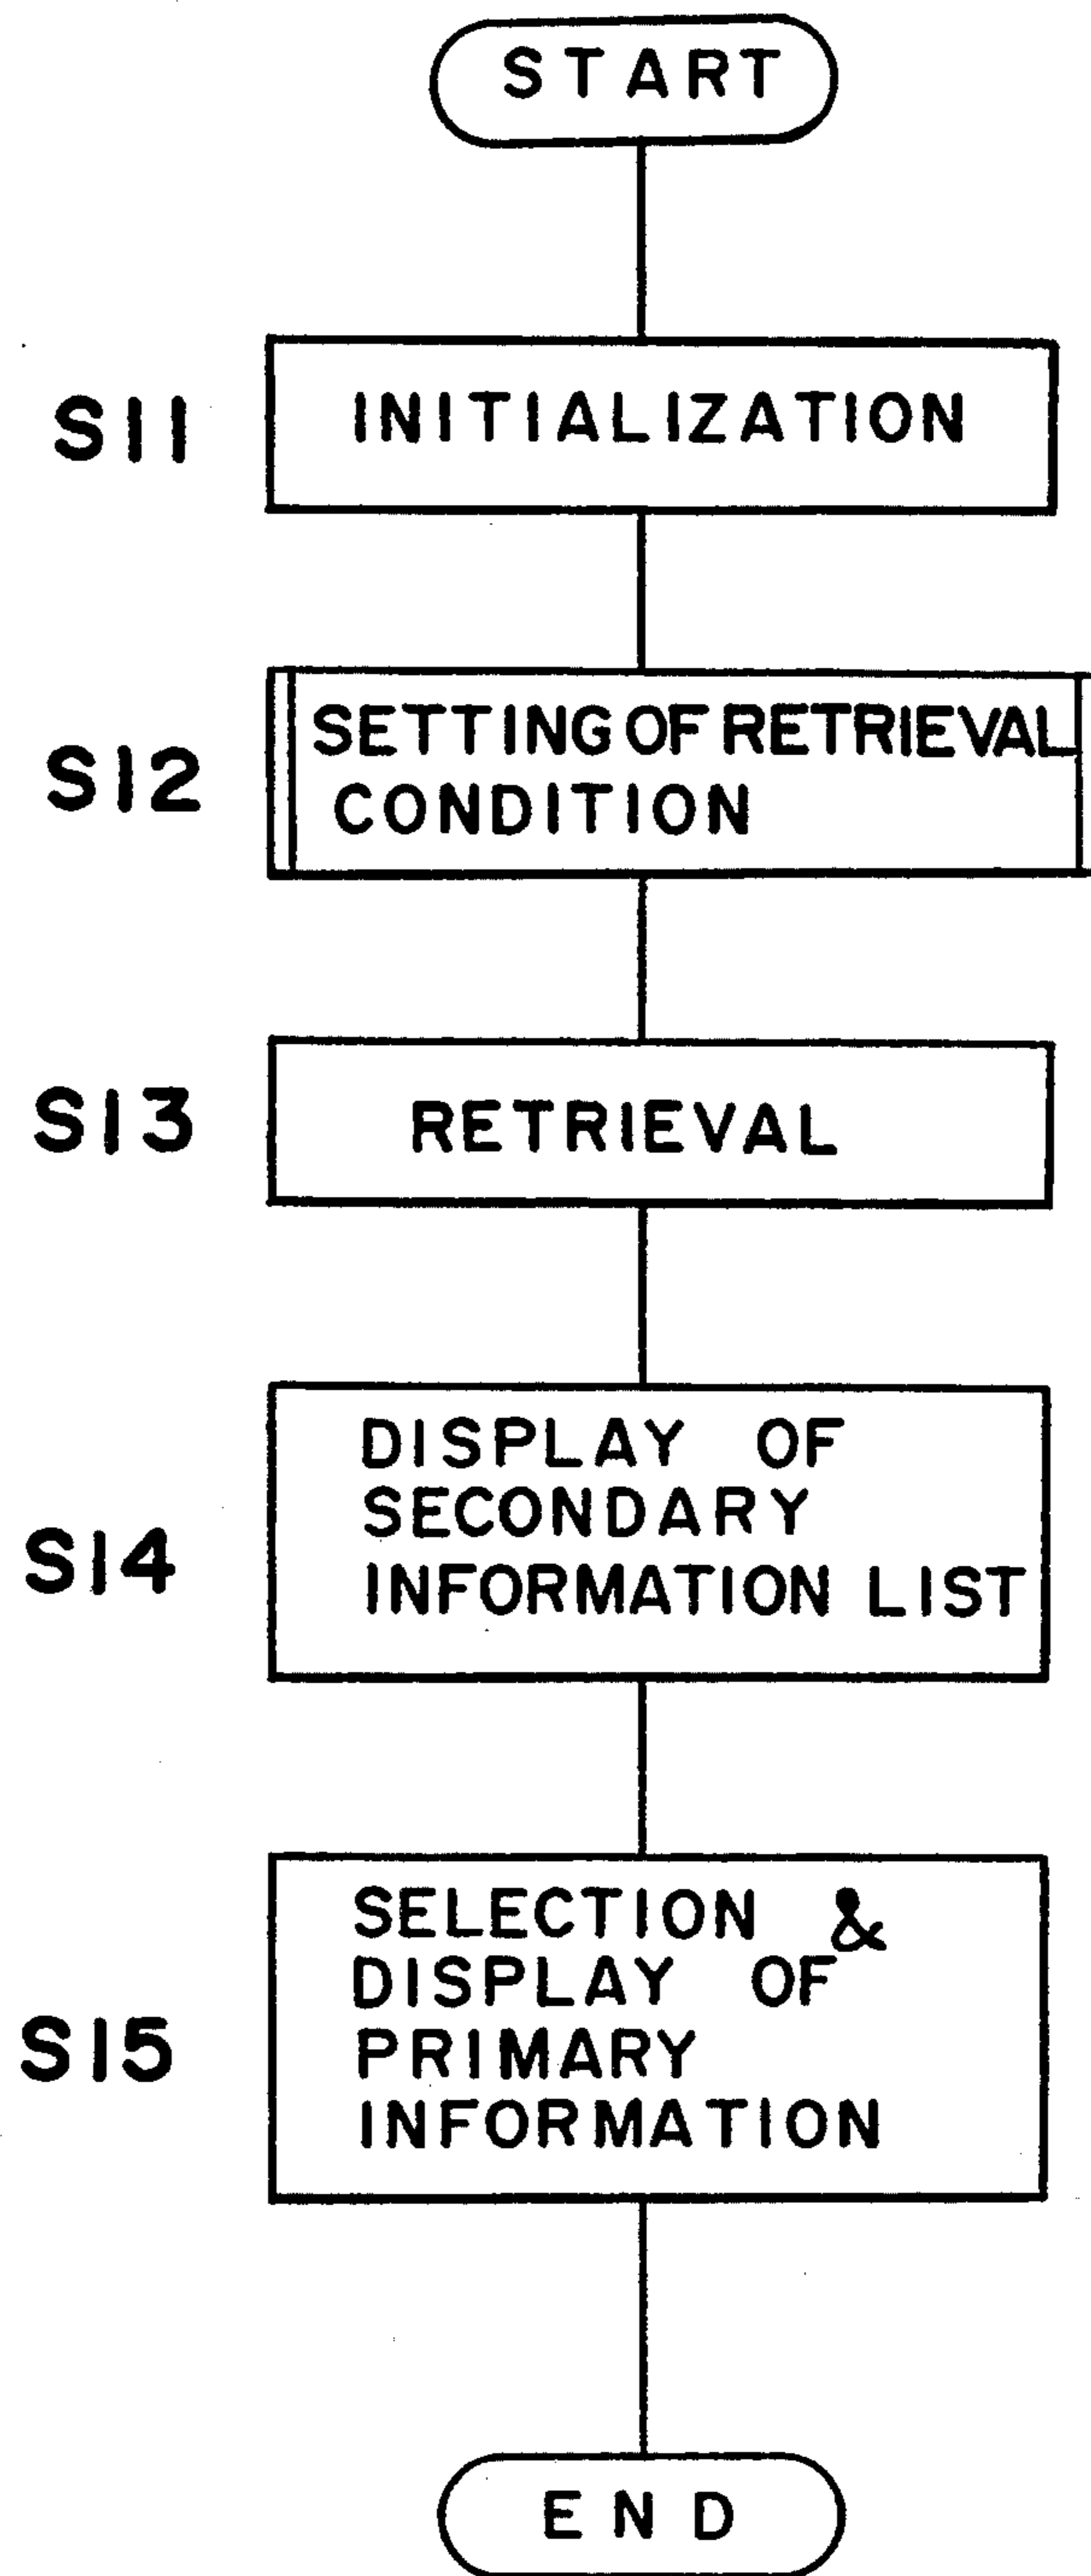 START
S11
INITIALIZATION
S12
SETTING OF RETRIEVAL
CONDITION
S13
RETRIEVAL
S14
DISPLAY OF
SECONDARY
INFORMATION LIST
S15
SELECTION &
DISPLAY OF
PRIMARY
INFORMATION
END